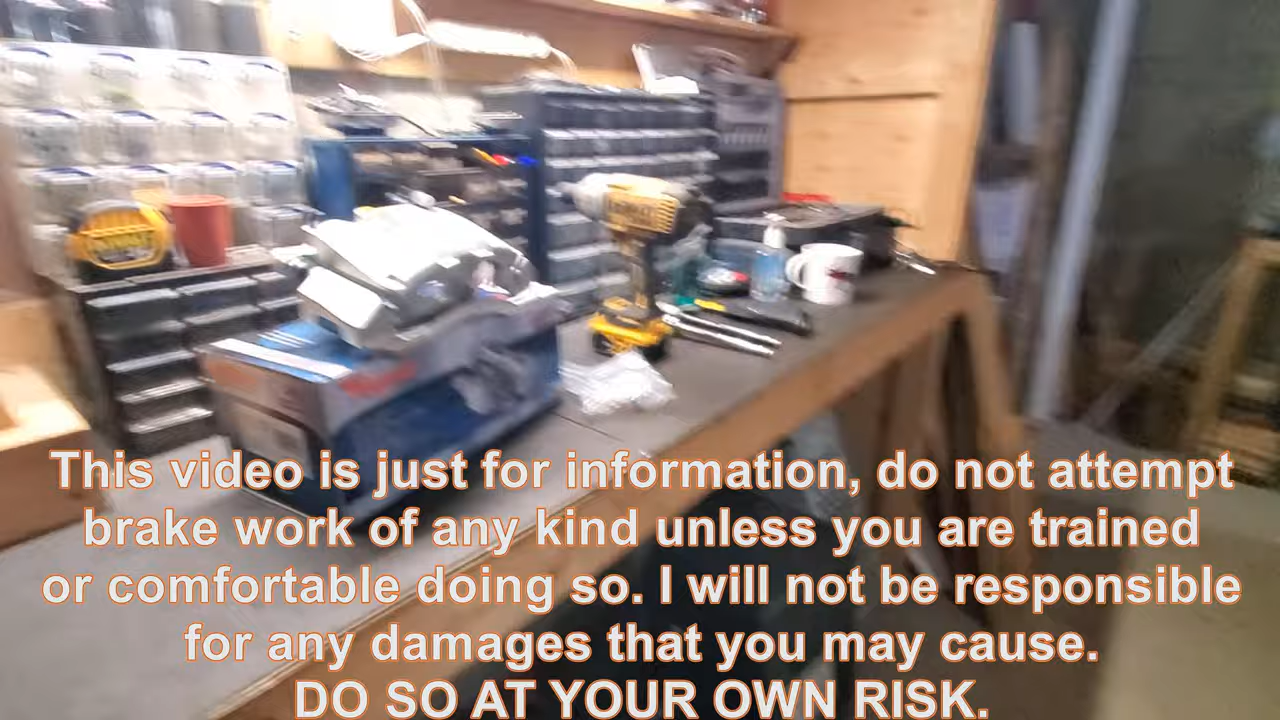 This video is just for information, do not attempt
brake work of any kind unless you are trained
or comfortable doing so. I will not be responsible
for any damages that you may cause.
DO SO AT YOUR OWN RISK.